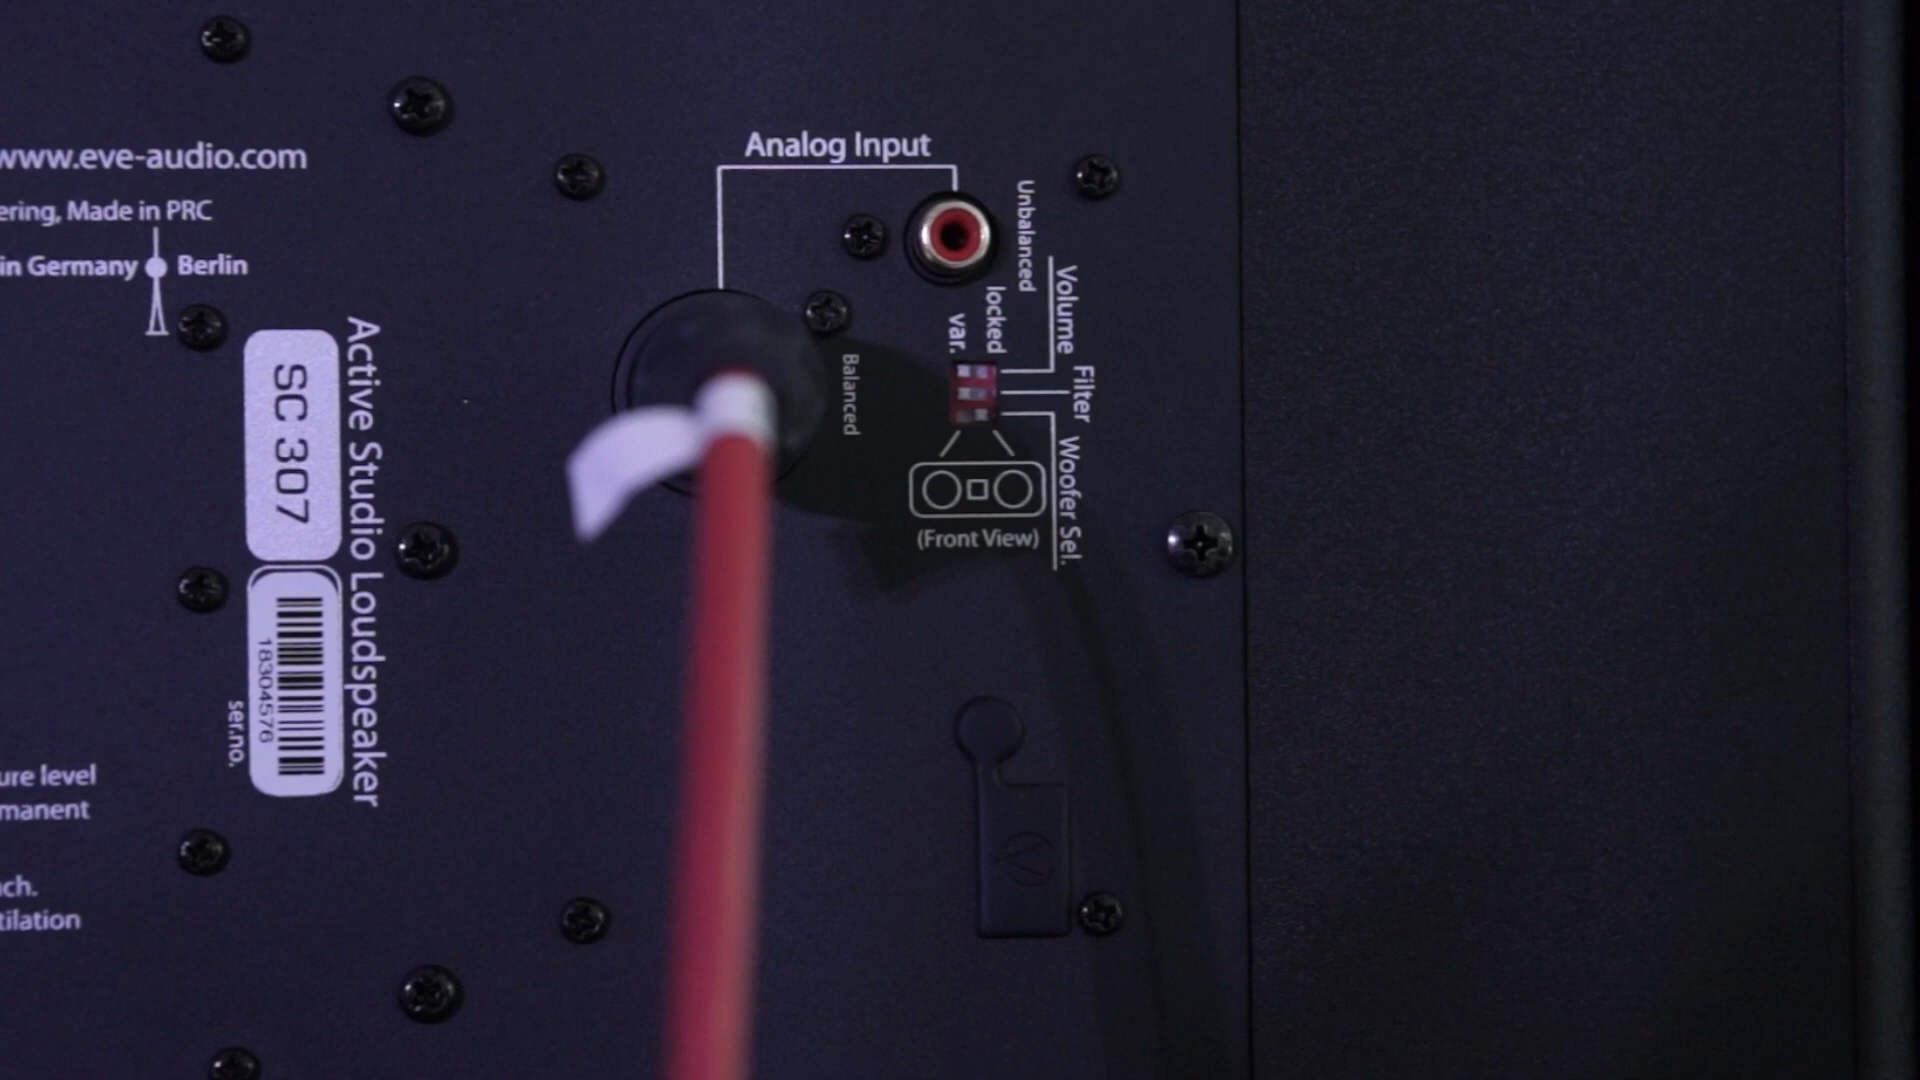 www.eve-audio.com
ering, Made in PRC
in Germany Berlin
Active Studio Loudspeaker
SC 307
18304576
ser.no.
ure level
manent
ch.
tilation
Analog Input
Unbalanced
Balanced
Volume
locked
var.
Filter
Woofer Sel.
(Front View)